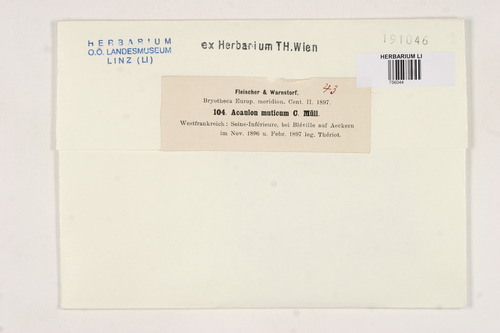 HERBARIUM
O.Ö. LANDESMUSEUM
LINZ (LI)
ex Herbarium TH.Wien
191046
HERBARIUM LI
Fleischer & Warnstorf.
43
Bryotheca Europ. meridion. Cent. II. 1897.
104. Acaulon muticum C. Müll.
Westfrankreich: Seine-Inférieure, bei Bléville auf Aeckern
im Nov. 1896 u. Febr. 1897 leg. Thériot.